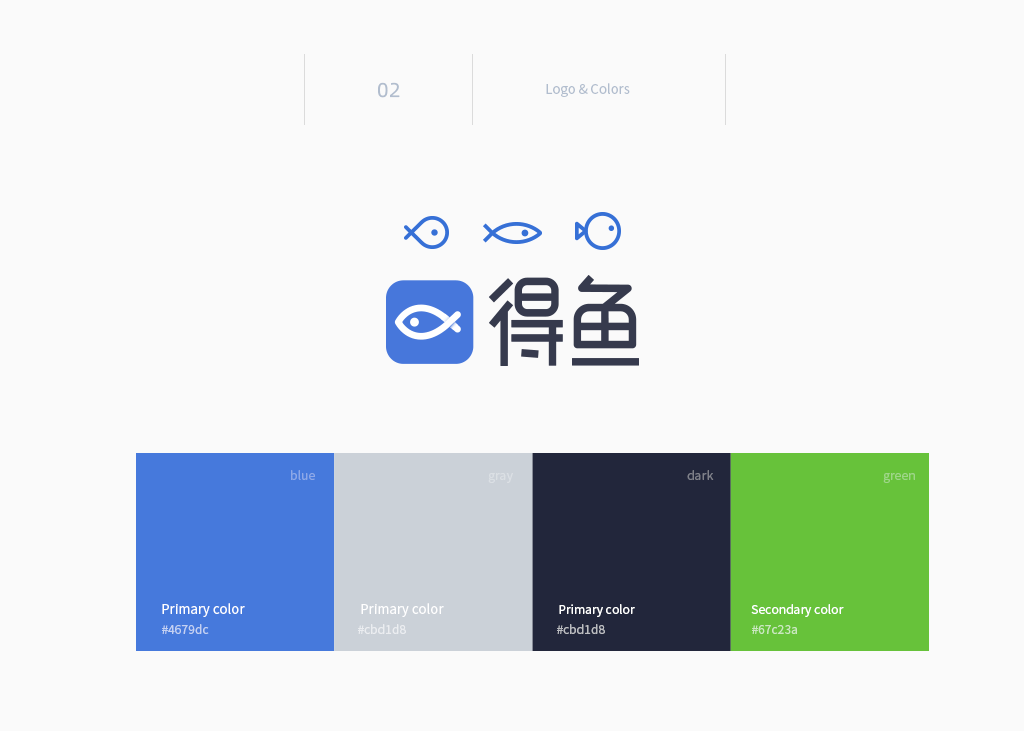 02
Logo & Colors
得鱼
blue
gray
dark
green
Primary color
#4679dc
Primary color
#cbd1d8
Primary color
#cbd1d8
Secondary color
#67c23a